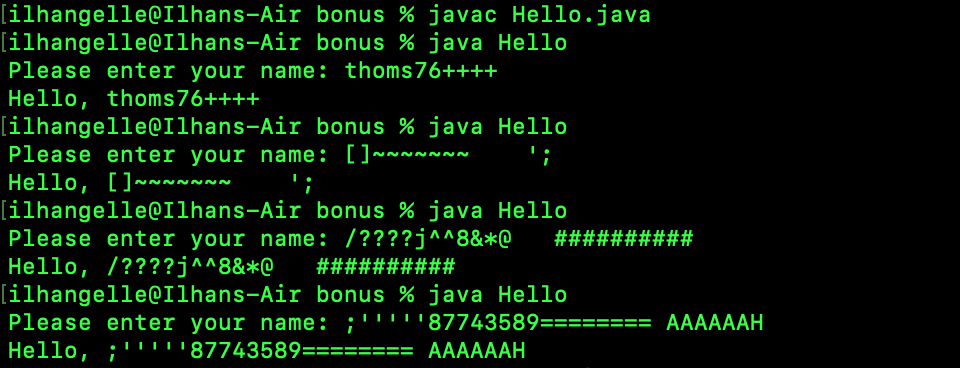 [ilhangelle@Ilhans-Air bonus % javac Hello.java
[ilhangelle@Ilhans-Air bonus % java Hello
Please enter your name: thoms76++++
Hello, thoms76++++
[ilhangelle@Ilhans-Air bonus % java Hello
Please enter your name: []~~~~~~~    ';
Hello, []~~~~~~~    ';
[ilhangelle@Ilhans-Air bonus % java Hello
Please enter your name: /????j^^8&*@   ##########
Hello, /????j^^8&*@   ##########
[ilhangelle@Ilhans-Air bonus % java Hello
Please enter your name: ;'''''87743589======== AAAAAAH
Hello, ;'''''87743589======== AAAAAAH